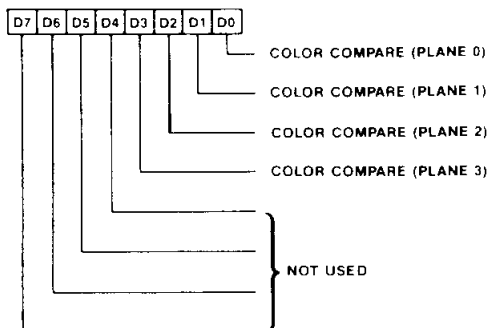 D7 D6 D5 D4 D3 D2 D1 D0
COLOR COMPARE (PLANE 0)
COLOR COMPARE (PLANE 1)
COLOR COMPARE (PLANE 2)
COLOR COMPARE (PLANE 3)
NOT USED